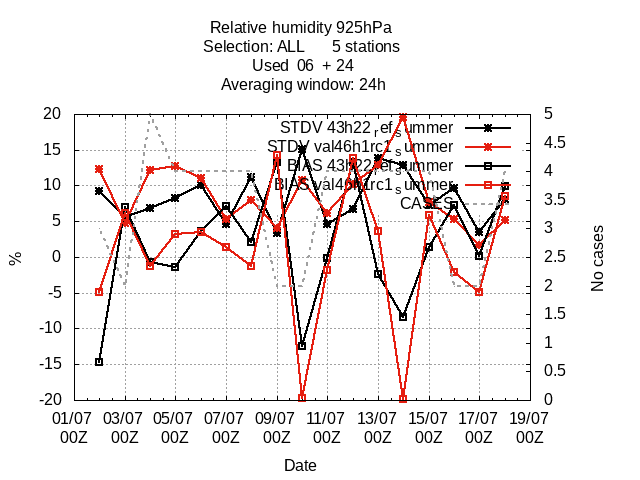 Relative humidity 925hPa
Selection: ALL 5 stations
Used 06 + 24
Averaging window: 24h
STDV 43h22ref_summer
STDV val46h1rc1_summer
BIAS 43h22ref_summer
BIAS val46h1rc1_summer
CASES
20
15
10
5
0
-5
-10
-15
-20
%
5
4.5
4
3.5
3
2.5
2
1.5
1
0.5
0
No cases
01/07 03/07 05/07 07/07 09/07 11/07 13/07 15/07 17/07 19/07
00Z 00Z 00Z 00Z 00Z 00Z 00Z 00Z 00Z 00Z
Date